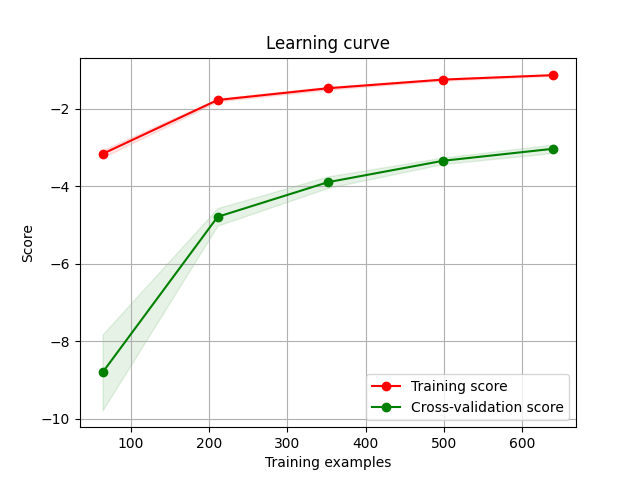 Learning curve
Score
−2
−4
−6
−8
−10
Training score
Cross-validation score
100
200
300
400
500
600
Training examples